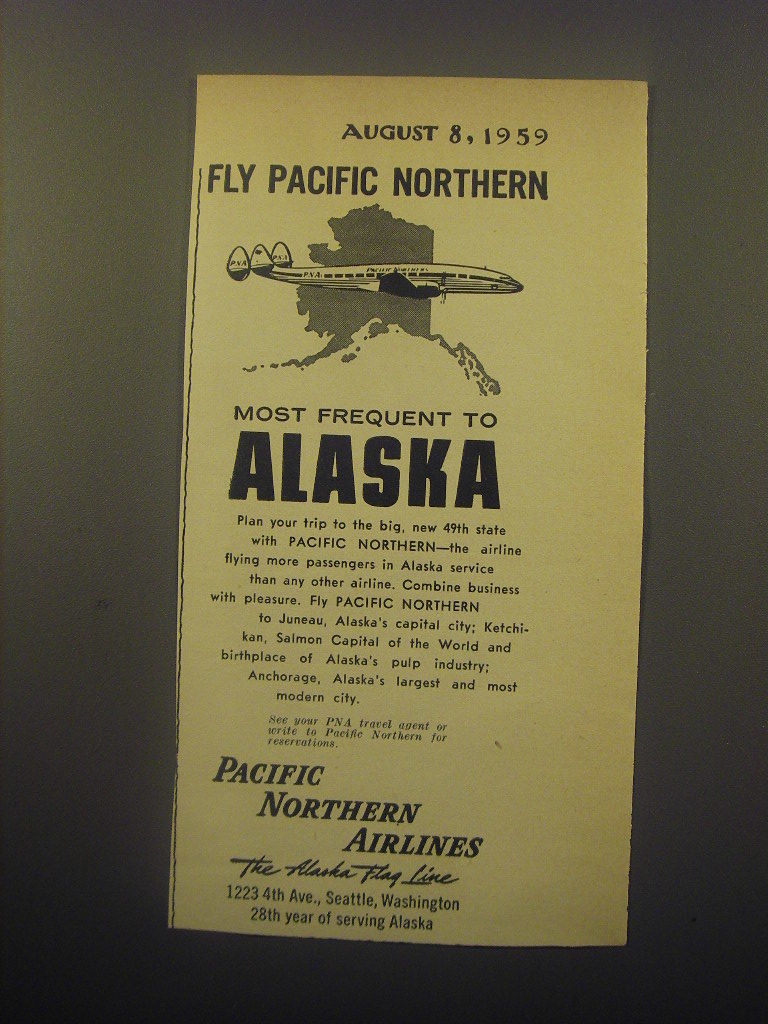 AUGUST 8, 1959
FLY PACIFIC NORTHERN
PNA
PNA
PNA
PACIFIC NORTHERN
MOST FREQUENT TO
ALASKA
Plan your trip to the big, new 49th state
with PACIFIC NORTHERN—the airline
flying more passengers in Alaska service
than any other airline. Combine business
with pleasure. Fly PACIFIC NORTHERN
to Juneau, Alaska's capital city; Ketchi-
kan, Salmon Capital of the World and
birthplace of Alaska's pulp industry;
Anchorage, Alaska's largest and most
modern city.
See your PNA travel agent or
write to Pacific Northern for
reservations.
PACIFIC
NORTHERN
AIRLINES
The Alaska Flag Line
1223 4th Ave., Seattle, Washington
28th year of serving Alaska